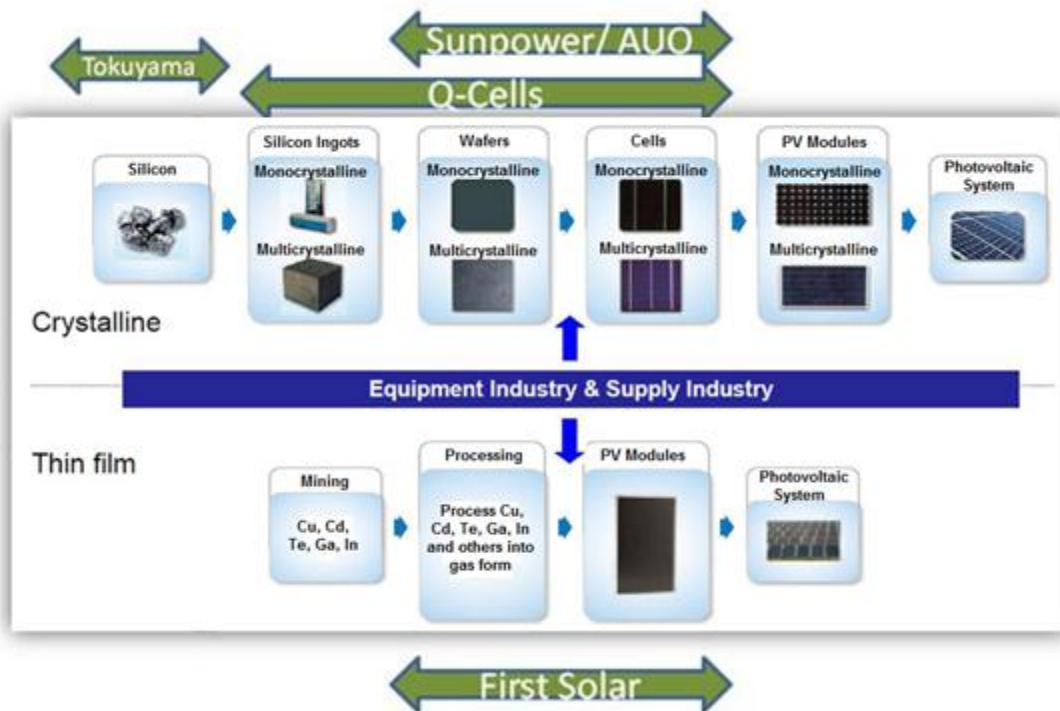 Sunpower/ AUO
Tokuyama
Q-Cells
Silicon
Silicon Ingots
Monocrystalline
Multicrystalline
Wafers
Monocrystalline
Multicrystalline
Cells
Monocrystalline
Multicrystalline
PV Modules
Monocrystalline
Multicrystalline
Photovoltaic
System
Crystalline
Equipment Industry & Supply Industry
Thin film
Mining
Cu, Cd,
Te, Ga, In
Processing
Process Cu,
Cd, Te, Ga, In
and others into
gas form
PV Modules
Photovoltaic
System
First Solar